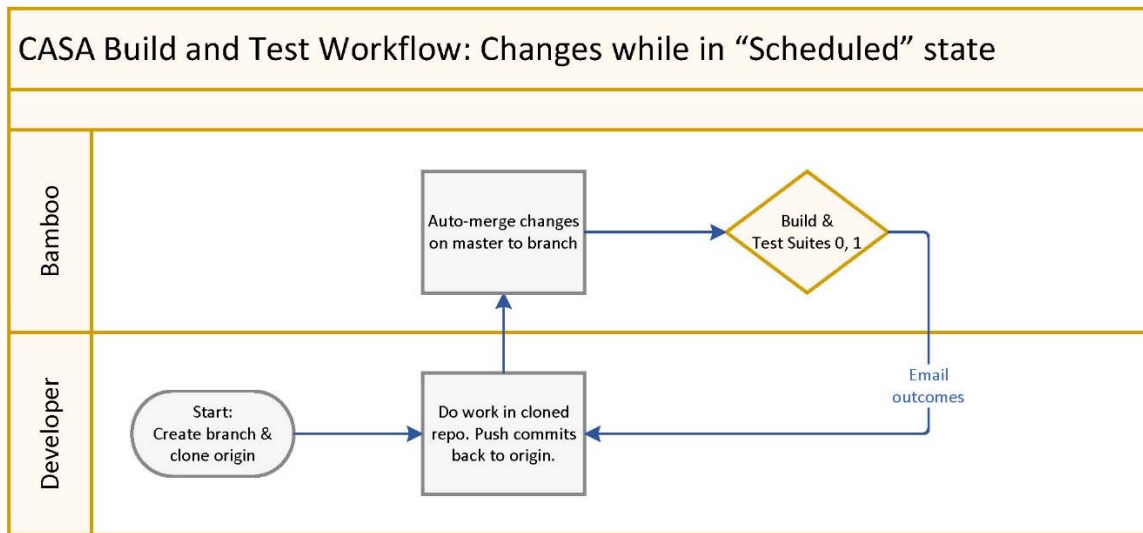 CASA Build and Test Workflow: Changes while in “Scheduled” state
Bamboo
Auto-merge changes
on master to branch
Build &
Test Suites 0, 1
Developer
Start:
Create branch &
clone origin
Do work in cloned
repo. Push commits
back to origin.
Email
outcomes